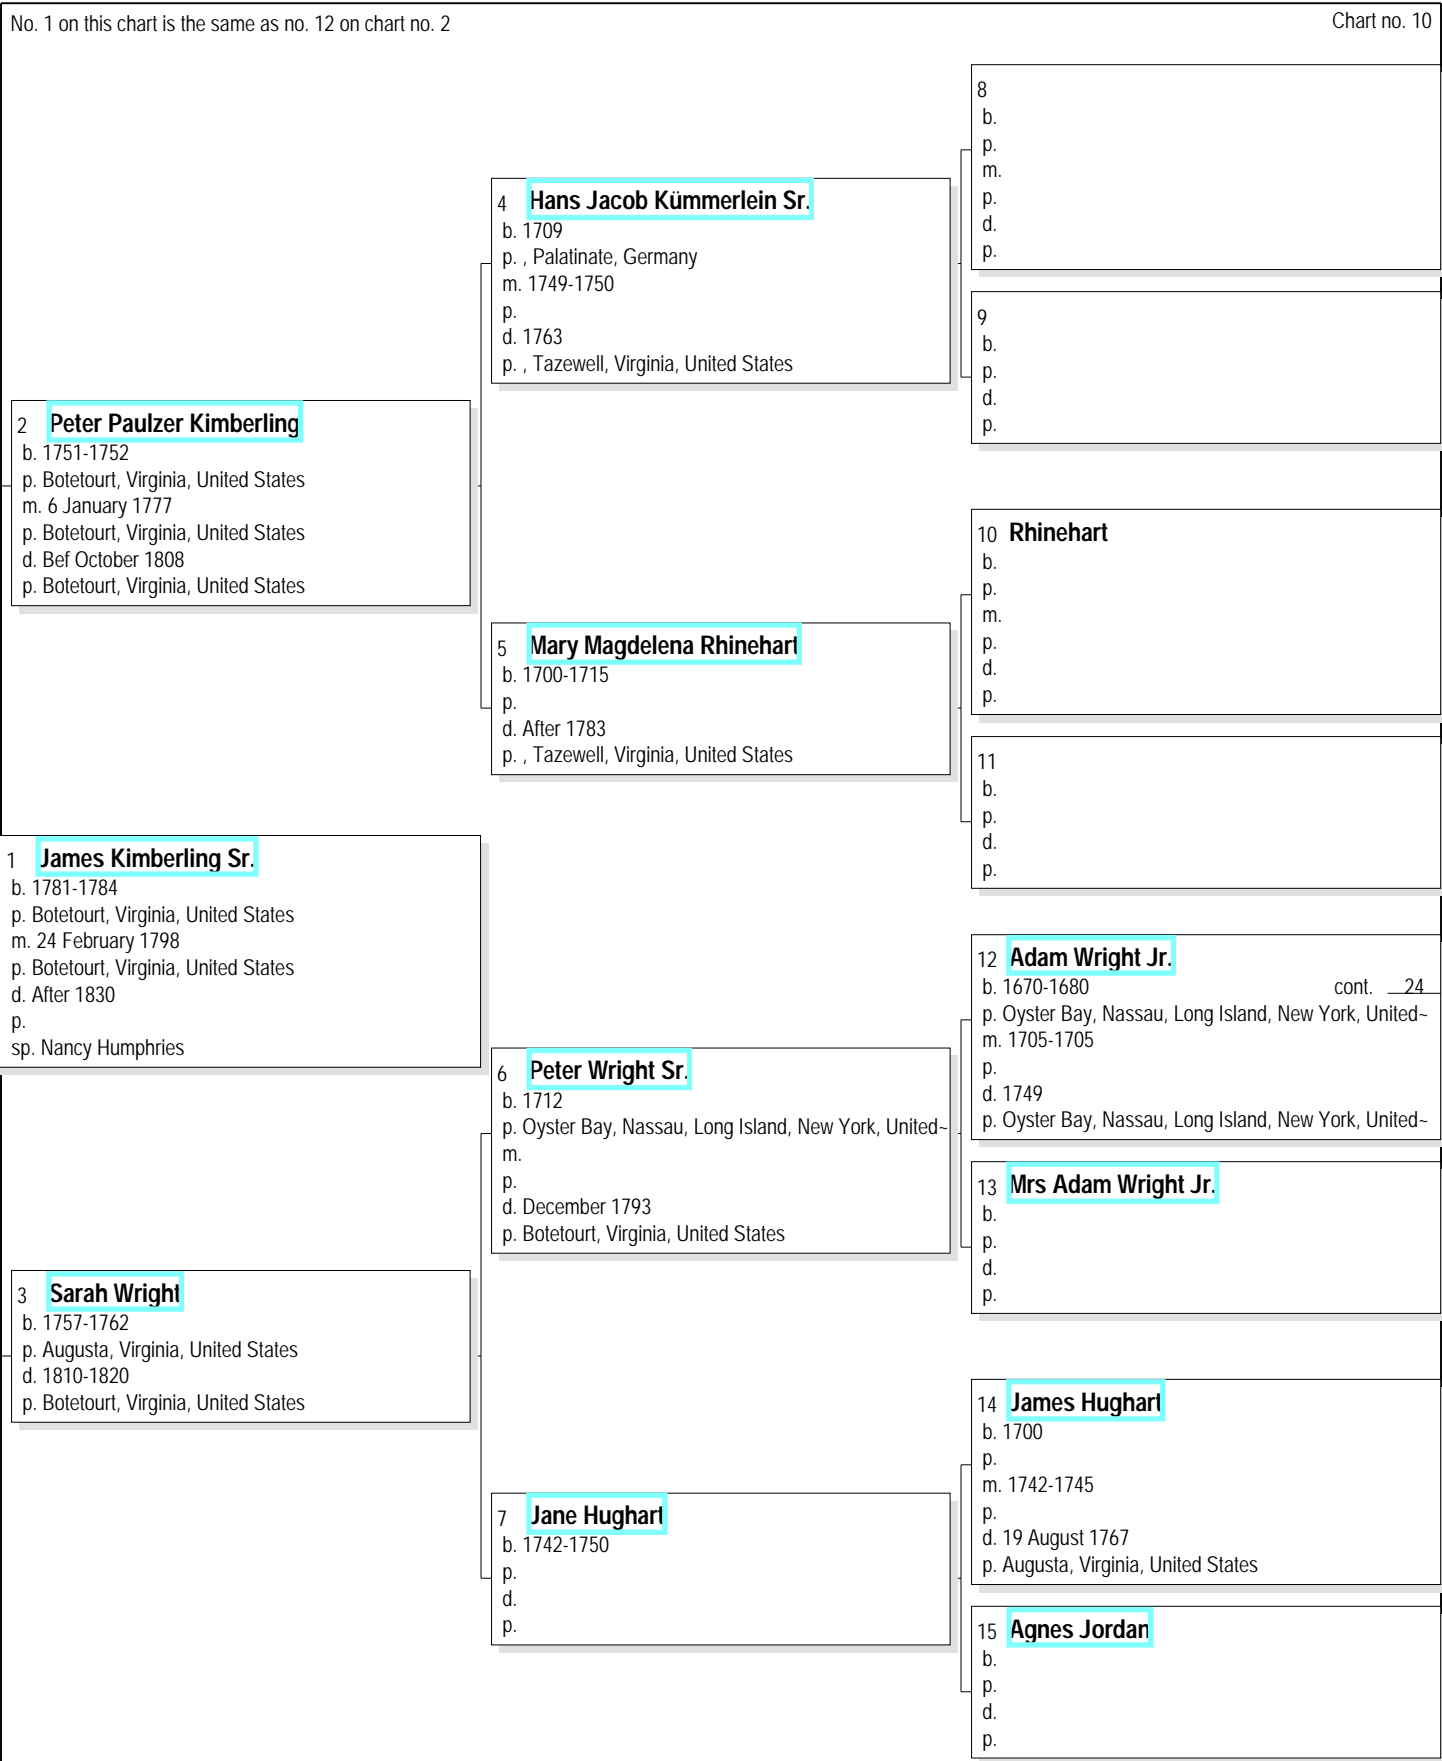 No. 1 on this chart is the same as no. 12 on chart no. 2
Chart no. 10
8
b.
p.
m.
p.
d.
p.
4 Hans Jacob Kümmerlein Sr.
b. 1709
p. , Palatinate, Germany
m. 1749-1750
p.
d. 1763
p. , Tazewell, Virginia, United States
9
b.
p.
d.
p.
2 Peter Paulzer Kimberling
b. 1751-1752
p. Botetourt, Virginia, United States
m. 6 January 1777
p. Botetourt, Virginia, United States
d. Bef October 1808
p. Botetourt, Virginia, United States
10 Rhinehart
b.
p.
m.
p.
d.
p.
5 Mary Magdelena Rhinehart
b. 1700-1715
p.
d. After 1783
p. , Tazewell, Virginia, United States
11
b.
p.
d.
p.
1 James Kimberling Sr.
b. 1781-1784
p. Botetourt, Virginia, United States
m. 24 February 1798
p. Botetourt, Virginia, United States
d. After 1830
p.
sp. Nancy Humphries
12 Adam Wright Jr.
b. 1670-1680 cont. 24
p. Oyster Bay, Nassau, Long Island, New York, United~
m. 1705-1705
p.
d. 1749
p. Oyster Bay, Nassau, Long Island, New York, United~
6 Peter Wright Sr.
b. 1712
p. Oyster Bay, Nassau, Long Island, New York, United~
m.
p.
d. December 1793
p. Botetourt, Virginia, United States
13 Mrs Adam Wright Jr.
b.
p.
d.
p.
3 Sarah Wright
b. 1757-1762
p. Augusta, Virginia, United States
d. 1810-1820
p. Botetourt, Virginia, United States
14 James Hughart
b. 1700
p.
m. 1742-1745
p.
d. 19 August 1767
p. Augusta, Virginia, United States
7 Jane Hughart
b. 1742-1750
p.
d.
p.
15 Agnes Jordan
b.
p.
d.
p.